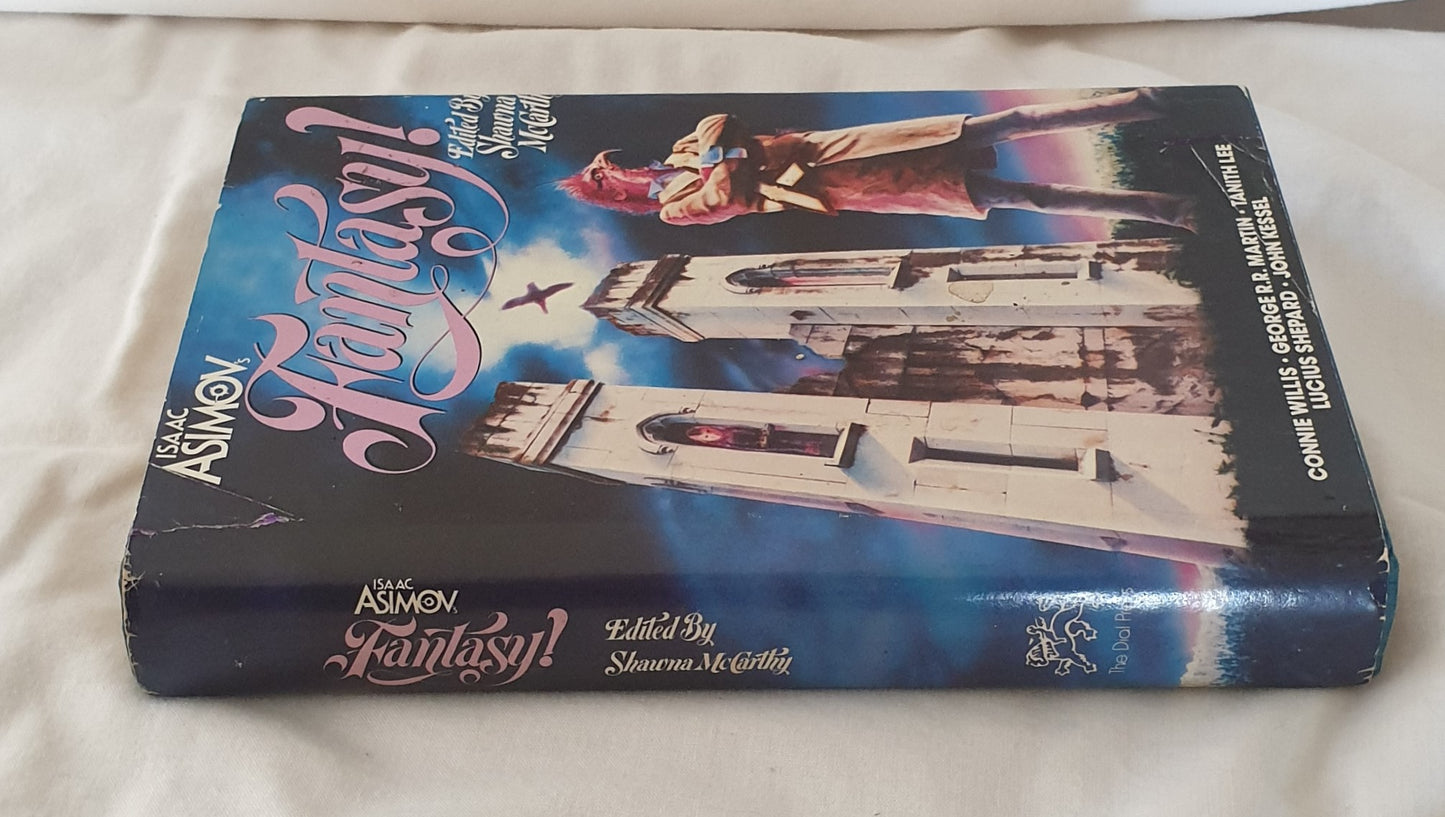 ISAAC
ASIMOV's
Fantasy!
Edited By
Shawna
McCarthy
CONNIE WILLIS • GEORGE R.R. MARTIN • TANITH LEE
LUCIUS SHEPARD • JOHN KESSEL
ISAAC
ASIMOV's
Fantasy!
Edited By
Shawna McCarthy
The Dial Press